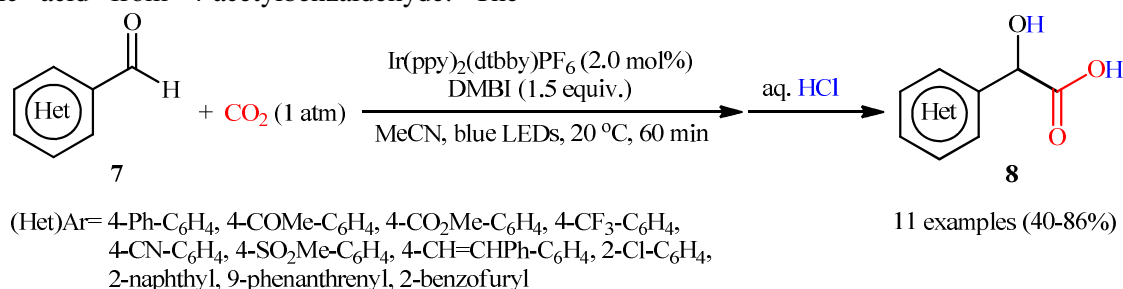 ic acid from 4-acetylbenzaldehyde. The
O
H
Het
+ CO2 (1 atm)
7
Ir(ppy)2(dtbby)PF6 (2.0 mol%)
DMBI (1.5 equiv.)
MeCN, blue LEDs, 20 °C, 60 min
aq. HCl
OH
OH
O
Het
8
(Het)Ar= 4-Ph-C6H4, 4-COMe-C6H4, 4-CO2Me-C6H4, 4-CF3-C6H4,
4-CN-C6H4, 4-SO2Me-C6H4, 4-CH=CHPh-C6H4, 2-Cl-C6H4,
2-naphthyl, 9-phenanthrenyl, 2-benzofuryl
11 examples (40-86%)